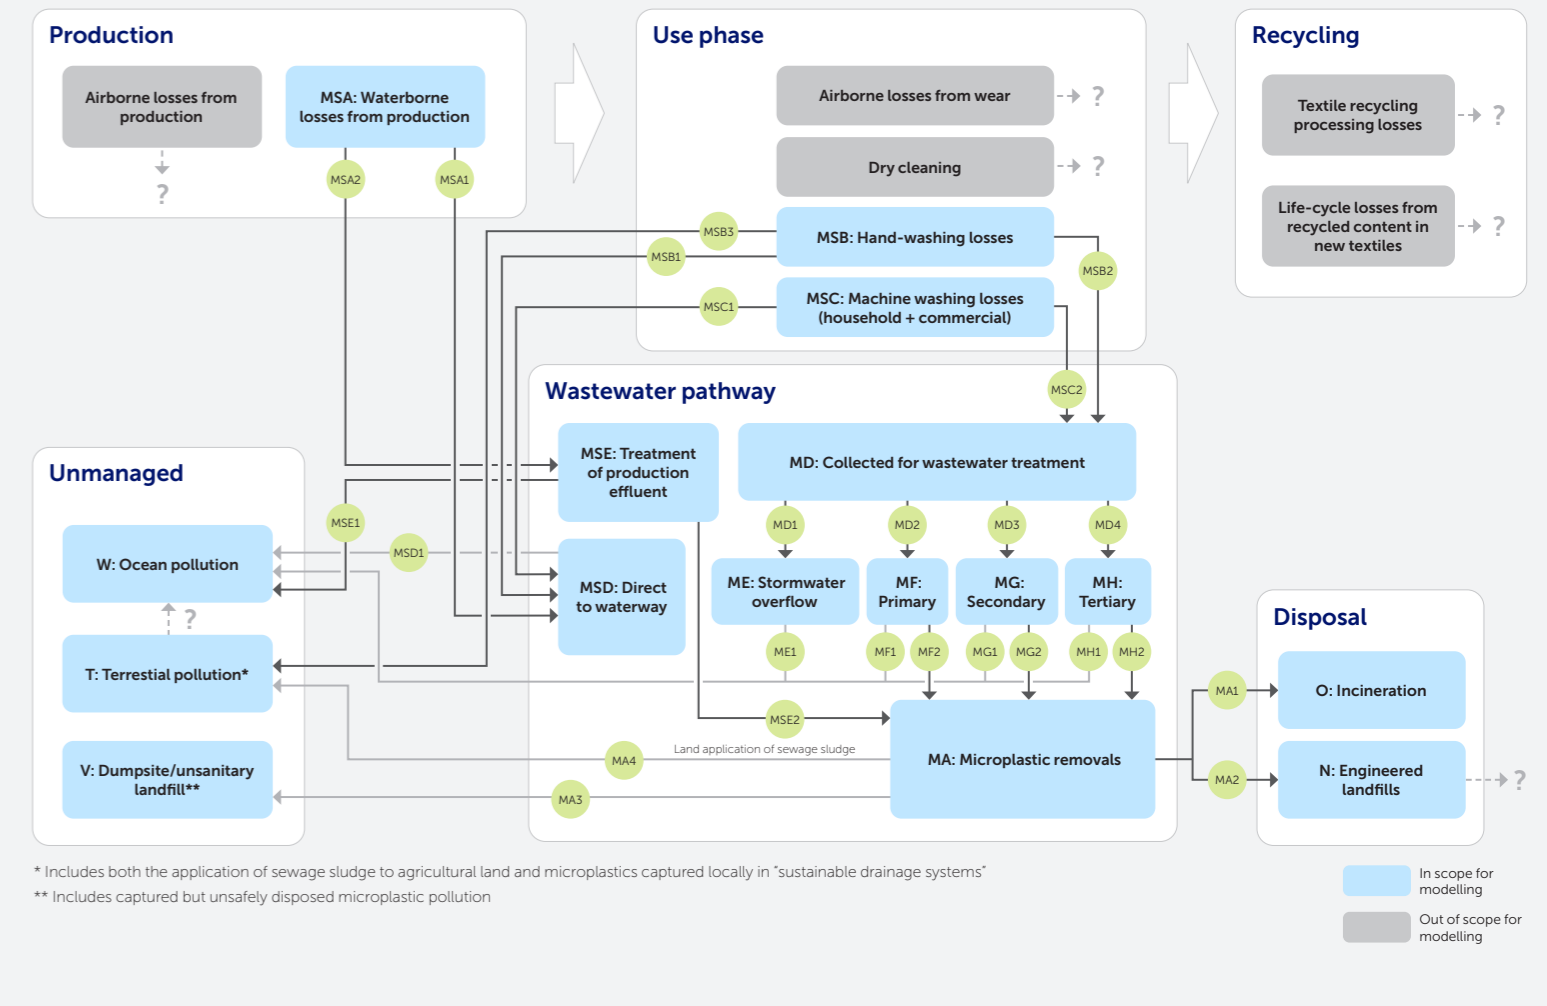 Production
Airborne losses from
production
?
MSA: Waterborne
losses from production
MSA2
MSA1
Use phase
Airborne losses from wear
?
Dry cleaning
?
MSB: Hand-washing losses
MSB3
MSB1
MSB2
MSC: Machine washing losses
(household + commercial)
MSC1
MSC2
Recycling
Textile recycling
processing losses
?
Life-cycle losses from
recycled content in
new textiles
?
Wastewater pathway
MSE: Treatment
of production
effluent
MD: Collected for wastewater treatment
MD1
MD2
MD3
MD4
MSD: Direct
to waterway
ME: Stormwater
overflow
MF:
Primary
MG:
Secondary
MH:
Tertiary
ME1
MF1
MF2
MG1
MG2
MH1
MH2
MSE2
Land application of sewage sludge
MA4
MA3
MA: Microplastic removals
Unmanaged
MSE1
MSD1
W: Ocean pollution
?
T: Terrestial pollution*
V: Dumpsite/unsanitary
landfill**
Disposal
MA1
O: Incineration
MA2
N: Engineered
landfills
?
* Includes both the application of sewage sludge to agricultural land and microplastics captured locally in "sustainable drainage systems"
** Includes captured but unsafely disposed microplastic pollution
In scope for
modelling
Out of scope for
modelling